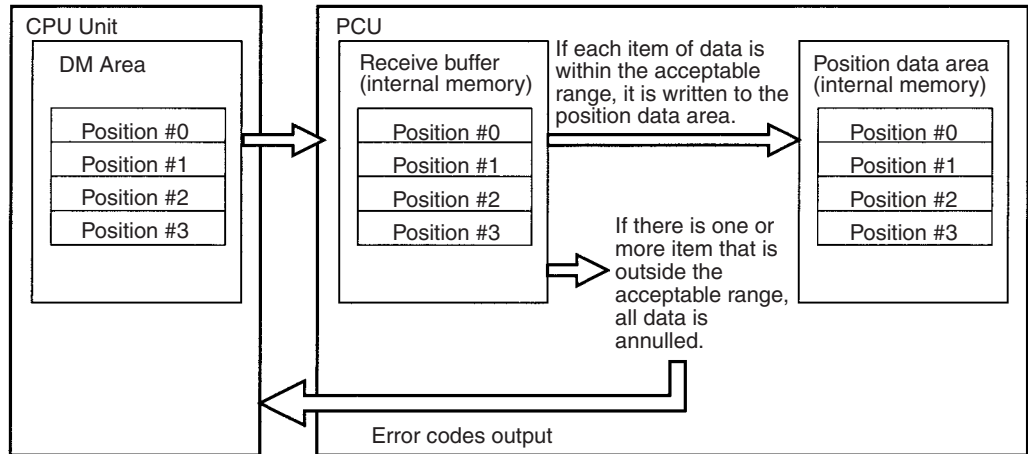 CPU Unit
DM Area
Position #0
Position #1
Position #2
Position #3
PCU
Receive buffer
(internal memory)
Position #0
Position #1
Position #2
Position #3
If each item of data is
within the acceptable
range, it is written to the
position data area.
If there is one or
more item that is
outside the
acceptable range,
all data is
annulled.
Position data area
(internal memory)
Position #0
Position #1
Position #2
Position #3
Error codes output